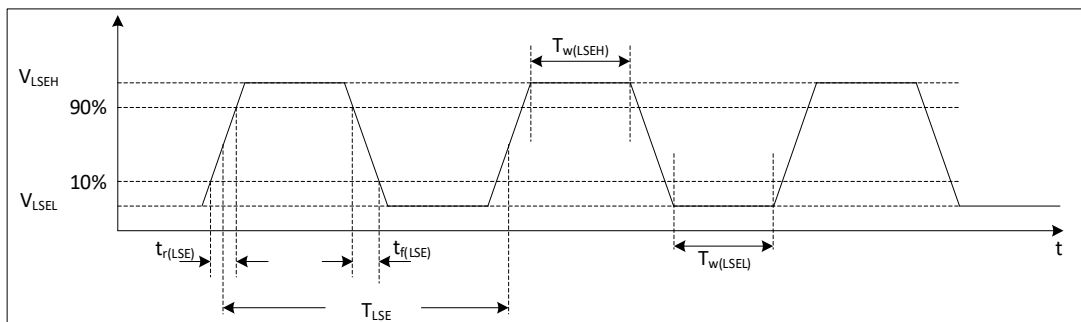 T_w(LSEH)
V_LSEH
90%
10%
V_LSEL
t_r(LSE)
t_f(LSE)
T_w(LSEL)
t
T_LSE